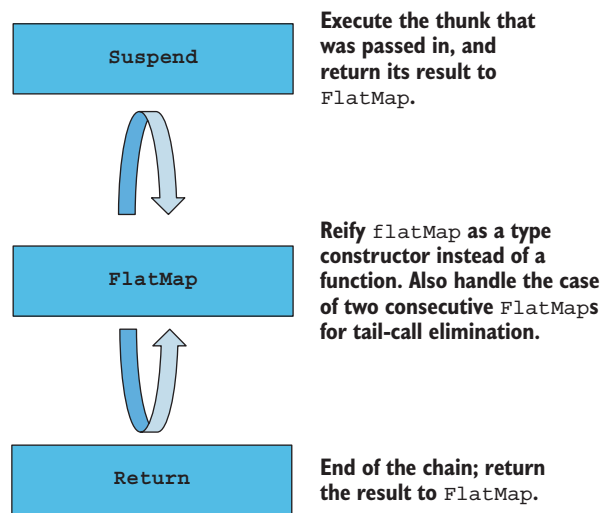 Suspend
Execute the thunk that
was passed in, and
return its result to
FlatMap.
FlatMap
Reify flatMap as a type
constructor instead of a
function. Also handle the case
of two consecutive FlatMaps
for tail-call elimination.
Return
End of the chain; return
the result to FlatMap.